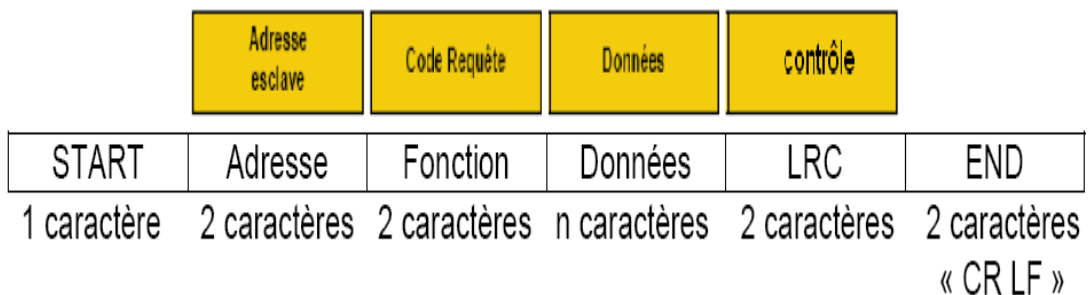 Adresse
esclave
Code Requête
Données
contrôle
START Adresse Fonction Données LRC END
1 caractère 2 caractères 2 caractères n caractères 2 caractères 2 caractères
« CR LF »